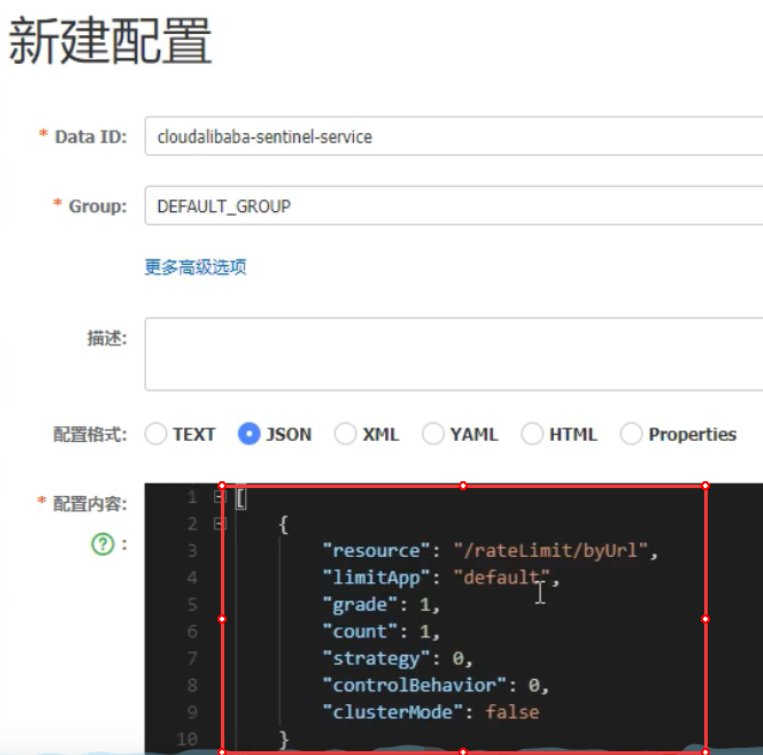 新建配置
* Data ID: cloudalibaba-sentinel-service
* Group: DEFAULT_GROUP
更多高级选项
描述:
配置格式: TEXT JSON XML YAML HTML Properties
* 配置内容:
? :
1 [
2 {
3 "resource": "/rateLimit/byUrl",
4 "limitApp": "default",
5 "grade": 1,
6 "count": 1,
7 "strategy": 0,
8 "controlBehavior": 0,
9 "clusterMode": false
10 }